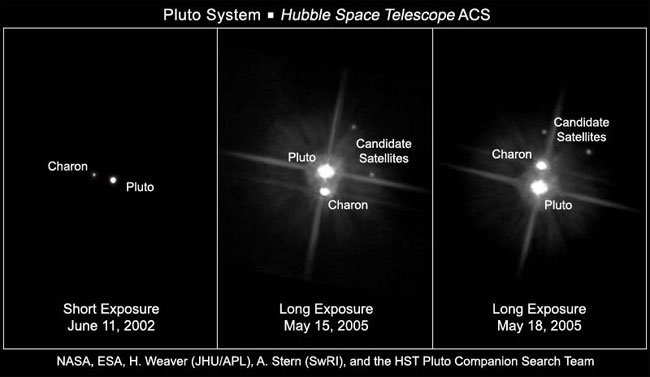 Pluto System ▪ Hubble Space Telescope ACS
Charon
Pluto
Short Exposure
June 11, 2002
Pluto
Candidate
Satellites
Charon
Long Exposure
May 15, 2005
Candidate
Satellites
Charon
Pluto
Long Exposure
May 18, 2005
NASA, ESA, H. Weaver (JHU/APL), A. Stern (SwRI), and the HST Pluto Companion Search Team